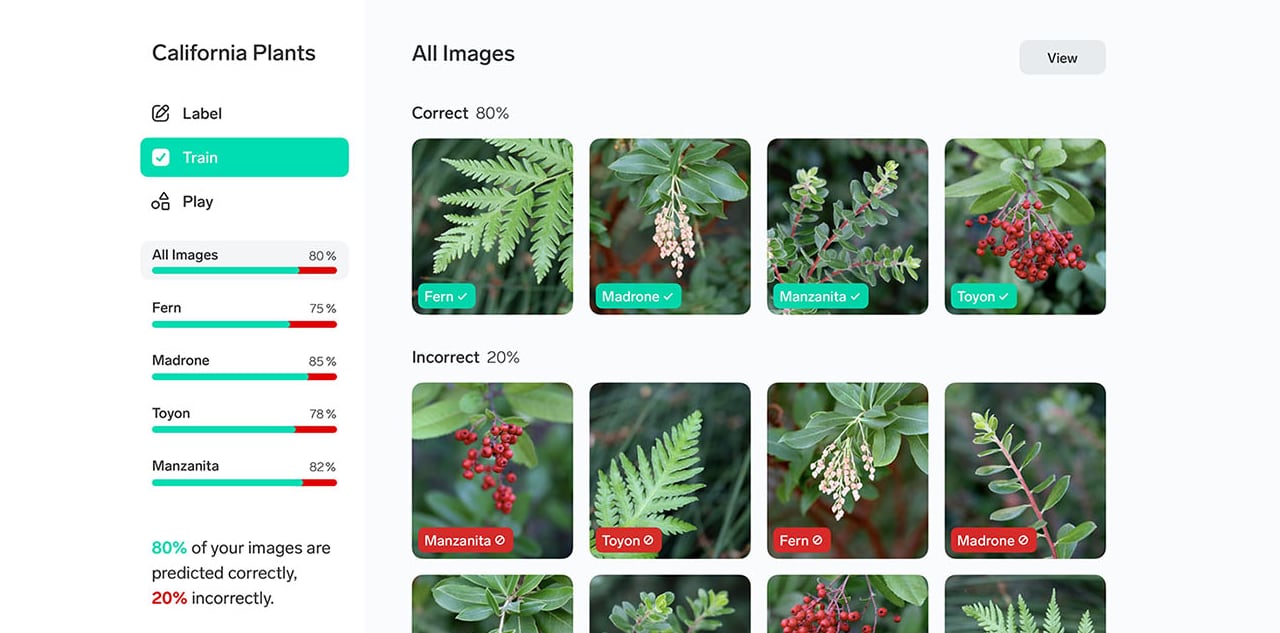 California Plants
Label
Train
Play
All Images 80%
Fern 75%
Madrone 85%
Toyon 78%
Manzanita 82%
80% of your images are
predicted correctly,
20% incorrectly.
All Images
View
Correct 80%
Fern
Madrone
Manzanita
Toyon
Incorrect 20%
Manzanita
Toyon
Fern
Madrone